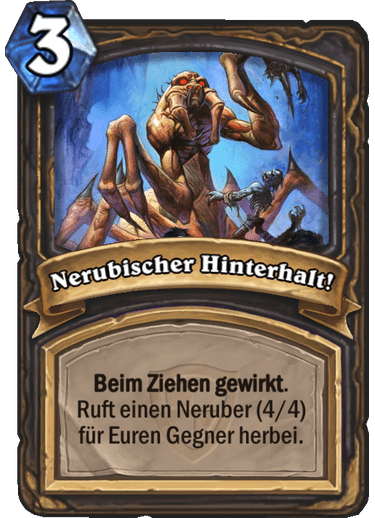 3
Nerubischer Hinterhalt!
Beim Ziehen gewirkt.
Ruft einen Neruber (4/4)
für Euren Gegner herbei.